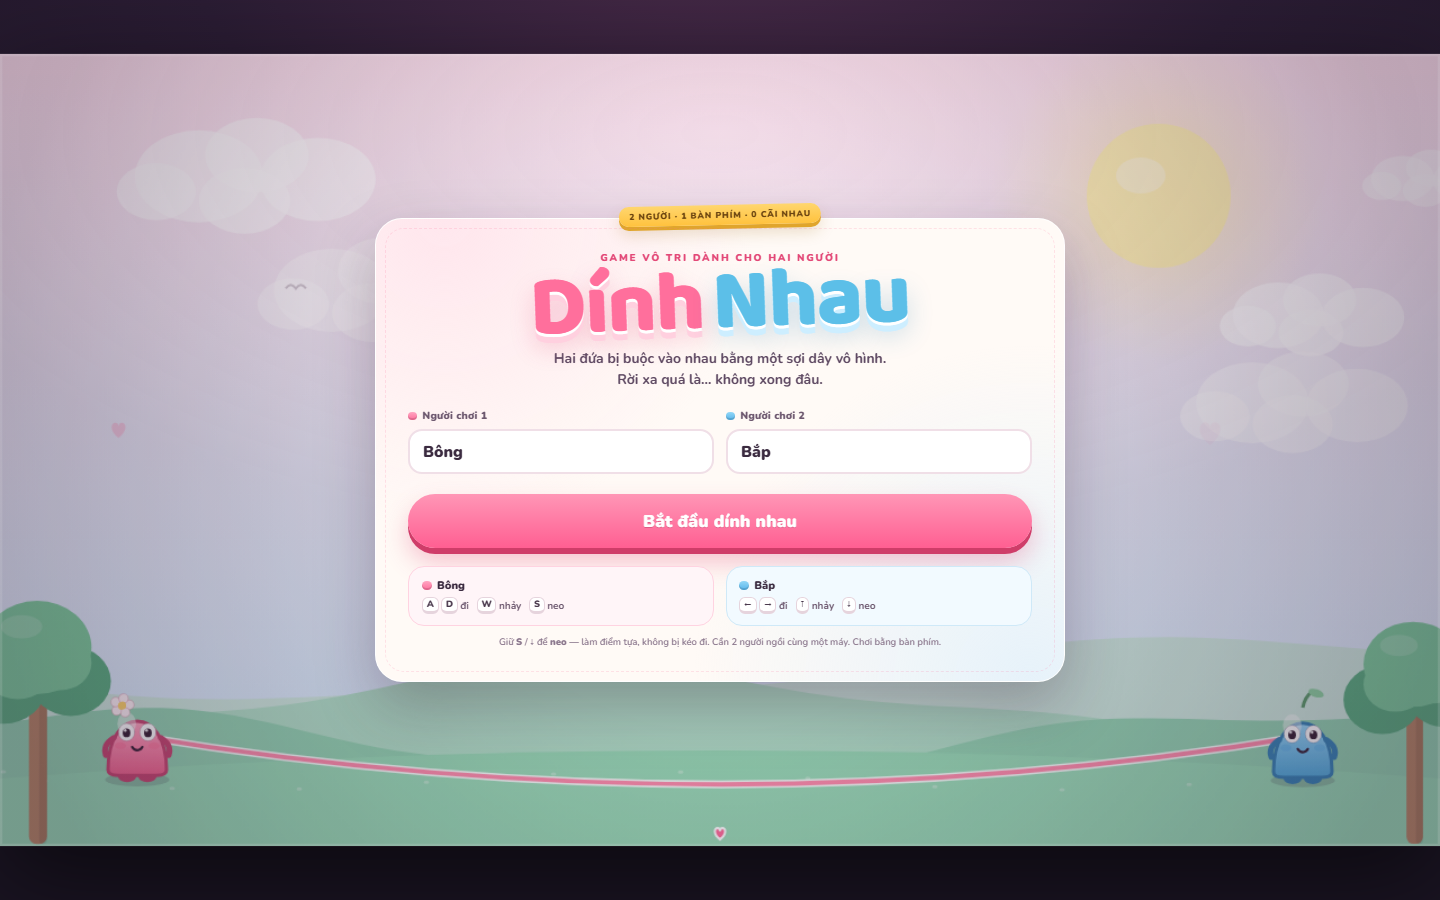 2 NGƯỜI · 1 BÀN PHÍM · 0 CÃI NHAU
GAME VÔ TRI DÀNH CHO HAI NGƯỜI
Dính Nhau
Hai đứa bị buộc vào nhau bằng một sợi dây vô hình.
Rời xa quá là... không xong đâu.
Người chơi 1
Người chơi 2
Bông
Bắp
Bắt đầu dính nhau
Bông
A D đi W nhảy S neo
Bắp
← → đi ↑ nhảy ↓ neo
Giữ S / ↓ để neo — làm điểm tựa, không bị kéo đi. Cần 2 người ngồi cùng một máy. Chơi bằng bàn phím.